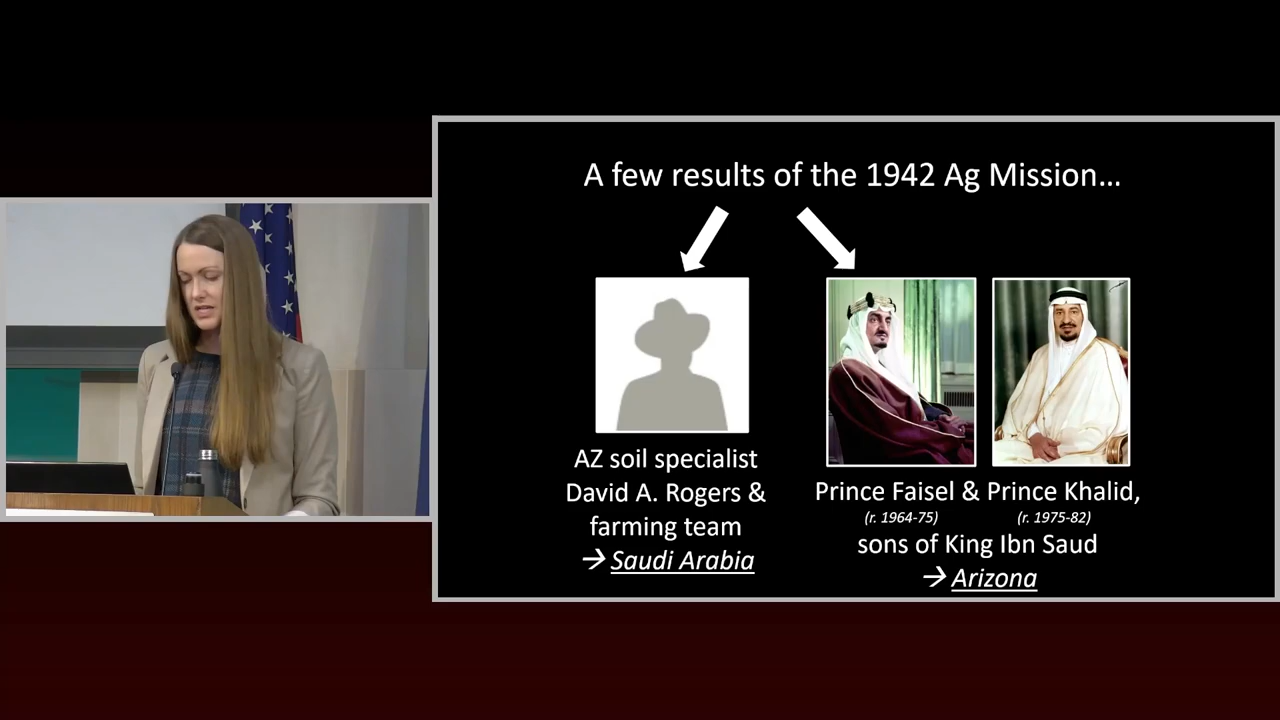 A few results of the 1942 Ag Mission...
AZ soil specialist
David A. Rogers &
farming team
→ Saudi Arabia
Prince Faisel & Prince Khalid,
(r. 1964-75) (r. 1975-82)
sons of King Ibn Saud
→ Arizona